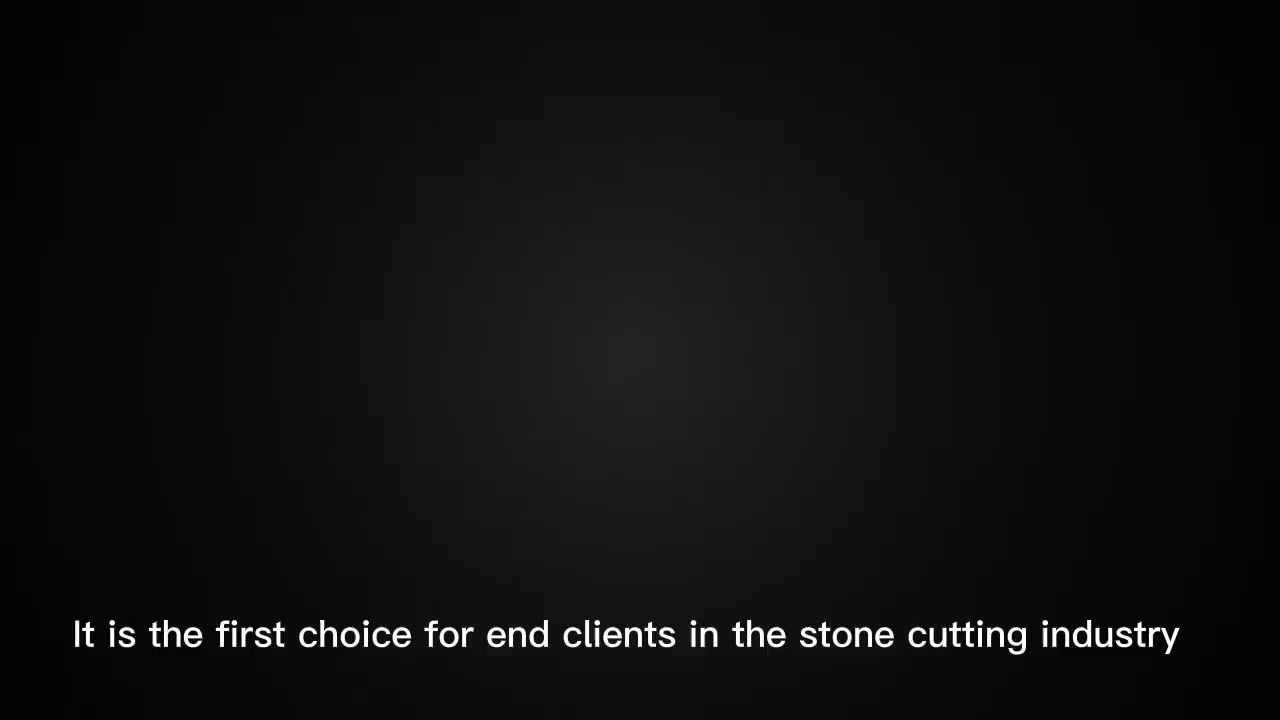 It is the first choice for end clients in the stone cutting industry